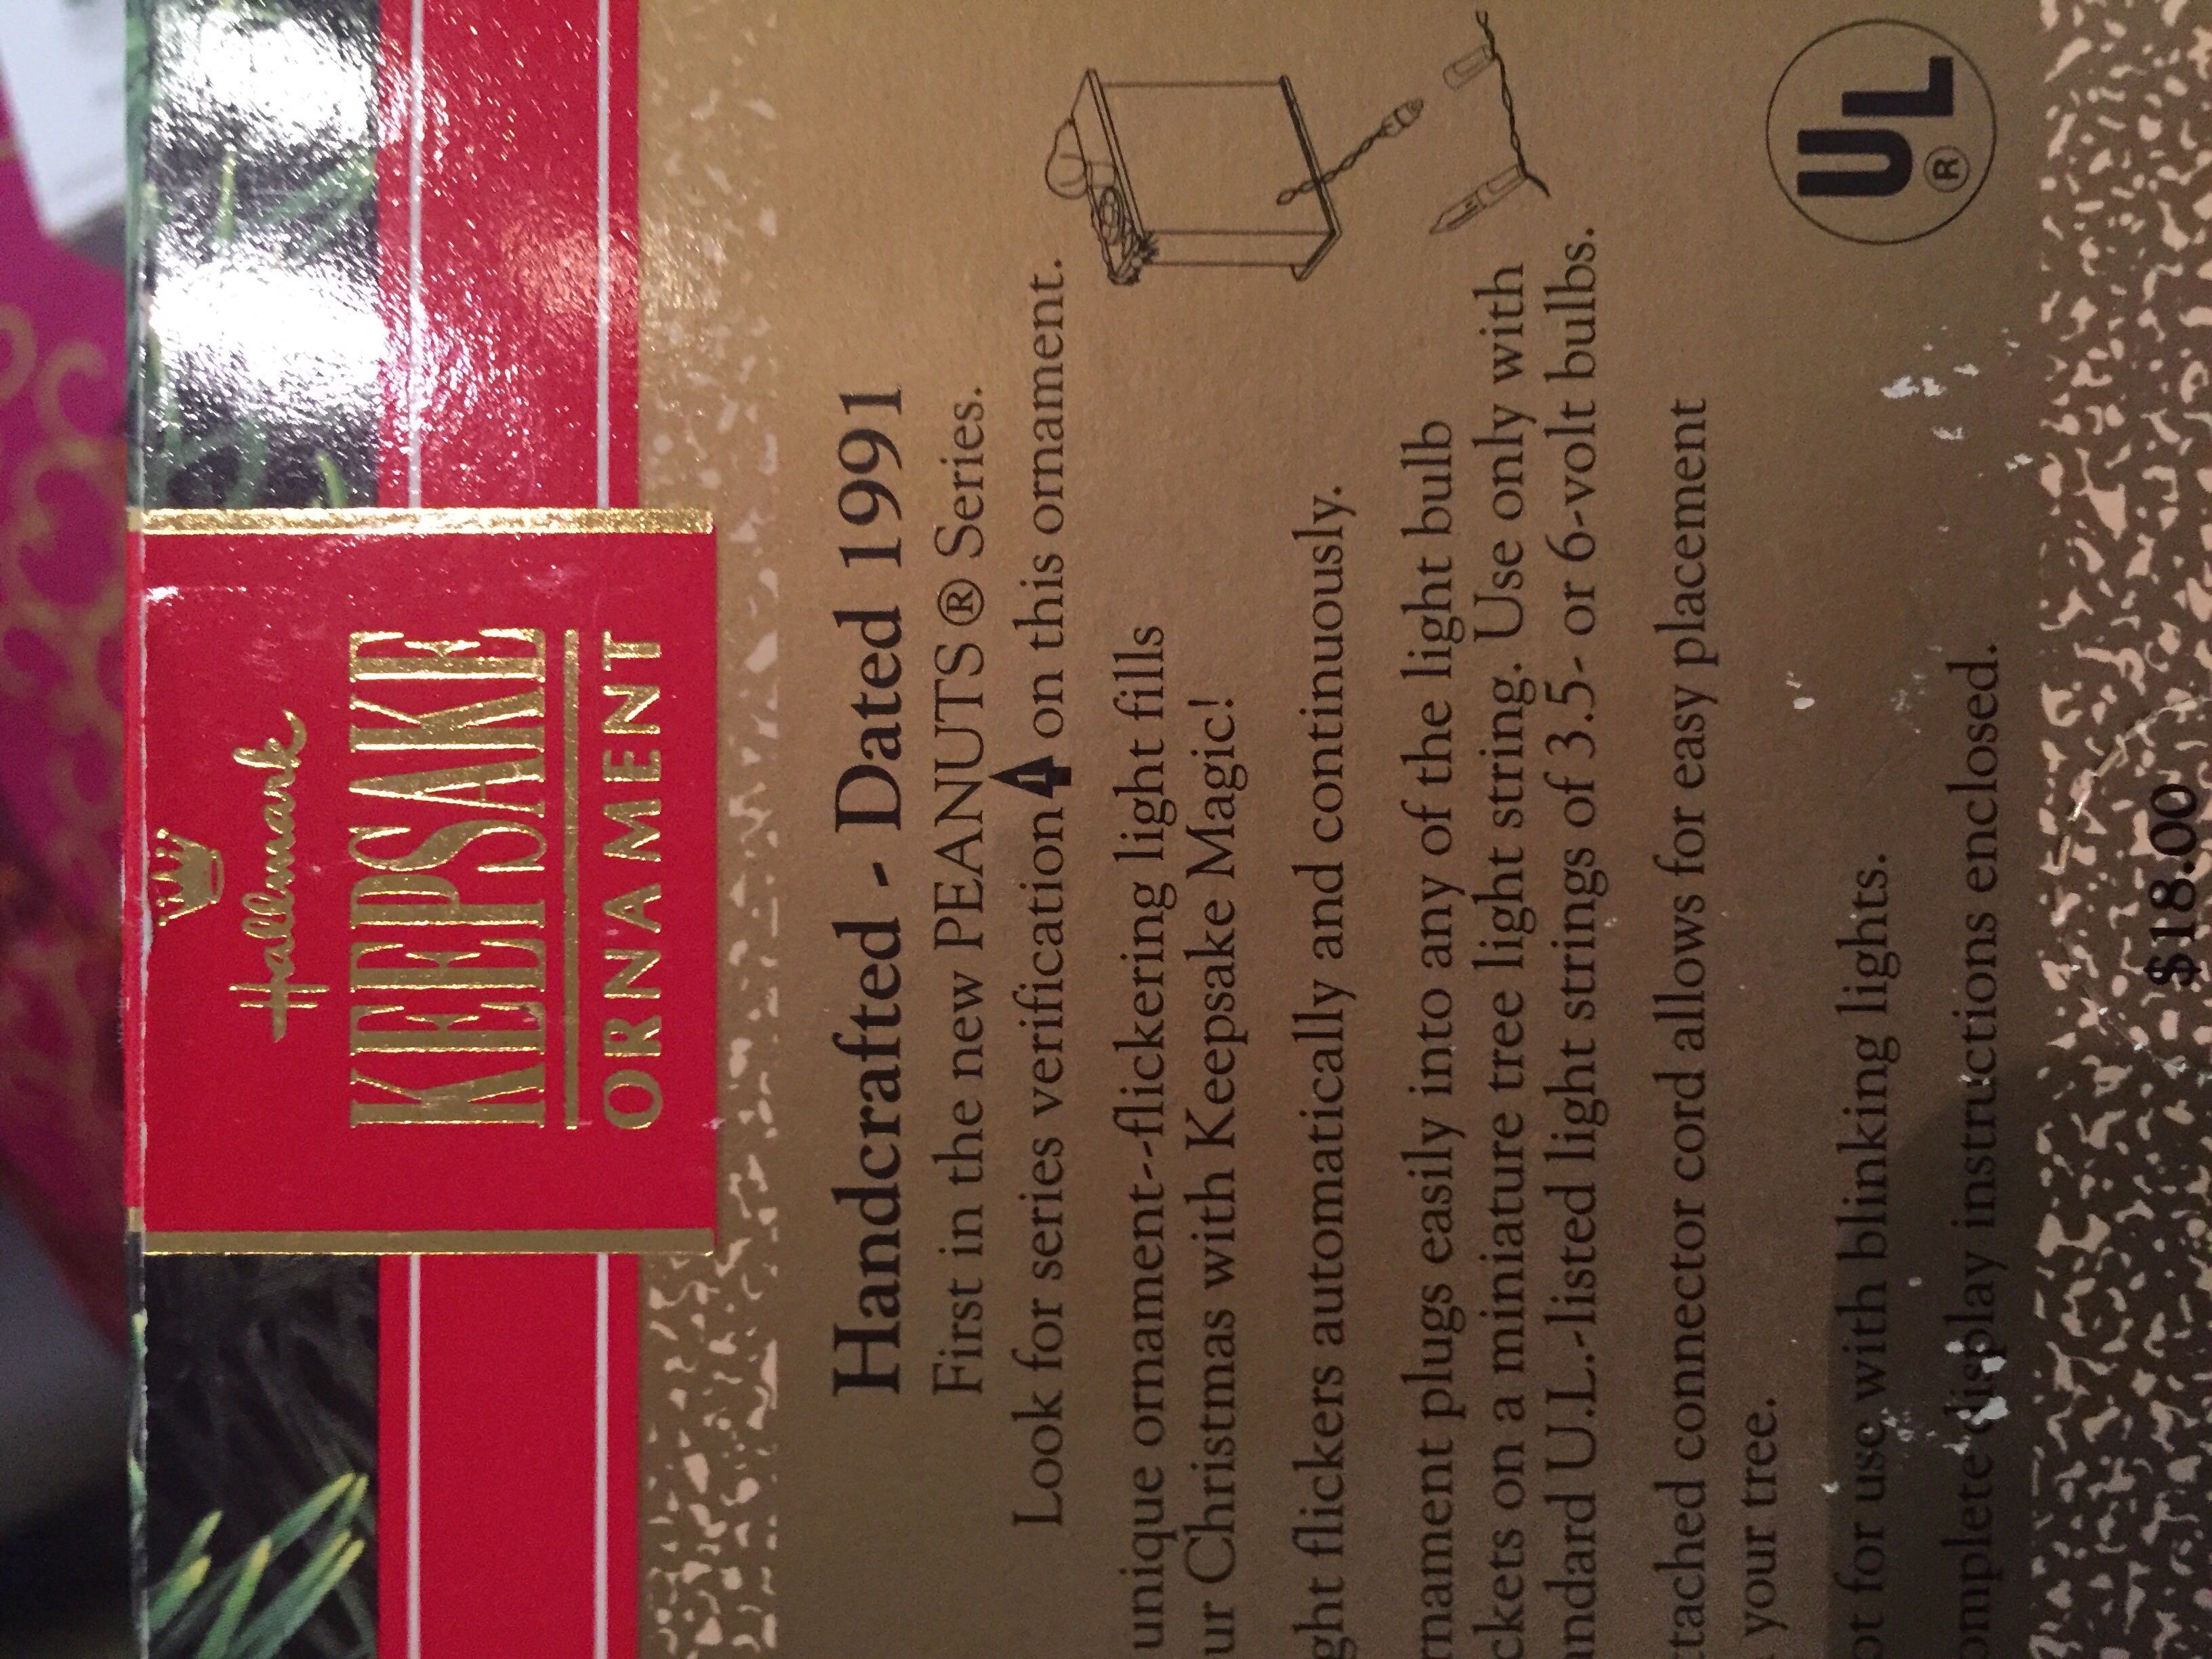 Hallmark
KEEPSAKE
ORNAMENT
Handcrafted - Dated 1991
First in the new PEANUTS® Series.
Look for series verification on this ornament.
unique ornament--flickering light fills
ur Christmas with Keepsake Magic!
ght flickers automatically and continuously.
rnament plugs easily into any of the light bulb
ckets on a miniature tree light string. Use only with
andard U.L.-listed light strings of 3.5- or 6-volt bulbs.
tached connector cord allows for easy placement
your tree.
ot for use with blinking lights.
omplete display instructions enclosed.
UL®
$18.00